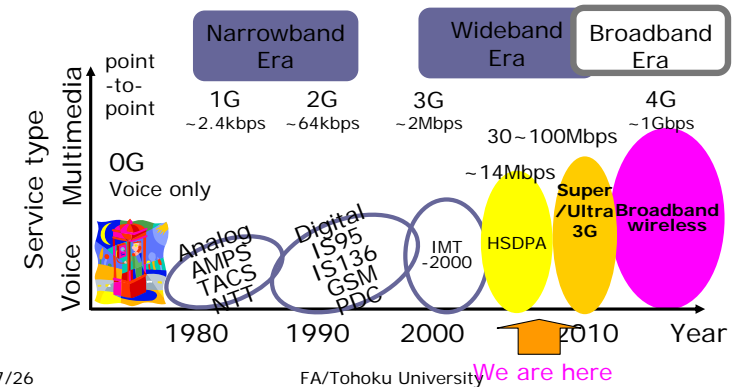 Narrowband
Era
Wideband
Era
Broadband
Era
point
-to-
point
1G
~2.4kbps
2G
~64kbps
3G
~2Mbps
4G
~1Gbps
30~100Mbps
~14Mbps
0G
Voice only
Service type
Voice
Multimedia
Analog
AMPS
TACS
NTT
Digital
IS95
IS136
GSM
PDC
IMT
-2000
HSDPA
Super
/Ultra
3G
Broadband
wireless
1980
1990
2000
2010
Year
We are here
7/26
FA/Tohoku University